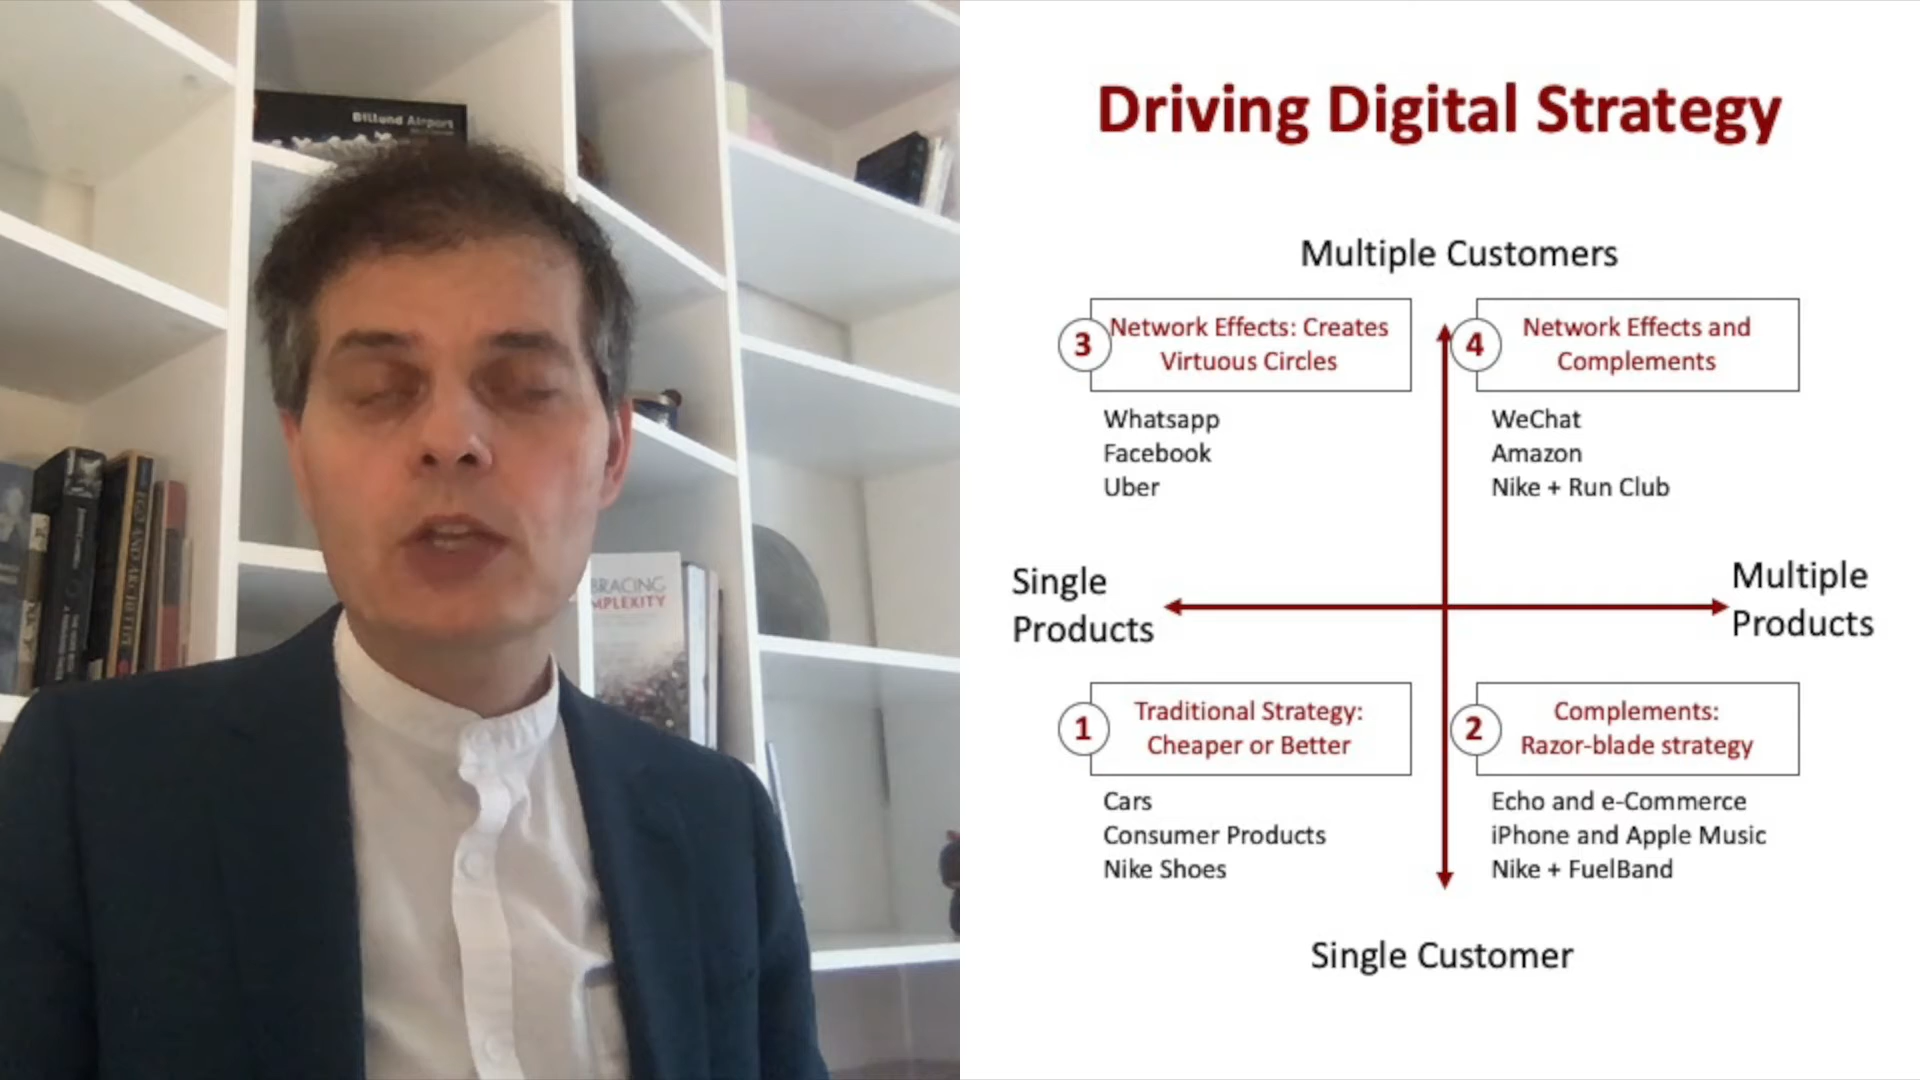 Billund Airport
BRACING
MPLEXITY
Driving Digital Strategy
Multiple Customers
3
Network Effects: Creates
Virtuous Circles
Whatsapp
Facebook
Uber
4
Network Effects and
Complements
WeChat
Amazon
Nike + Run Club
Single
Products
Multiple
Products
1
Traditional Strategy:
Cheaper or Better
Cars
Consumer Products
Nike Shoes
2
Complements:
Razor-blade strategy
Echo and e-Commerce
iPhone and Apple Music
Nike + FuelBand
Single Customer